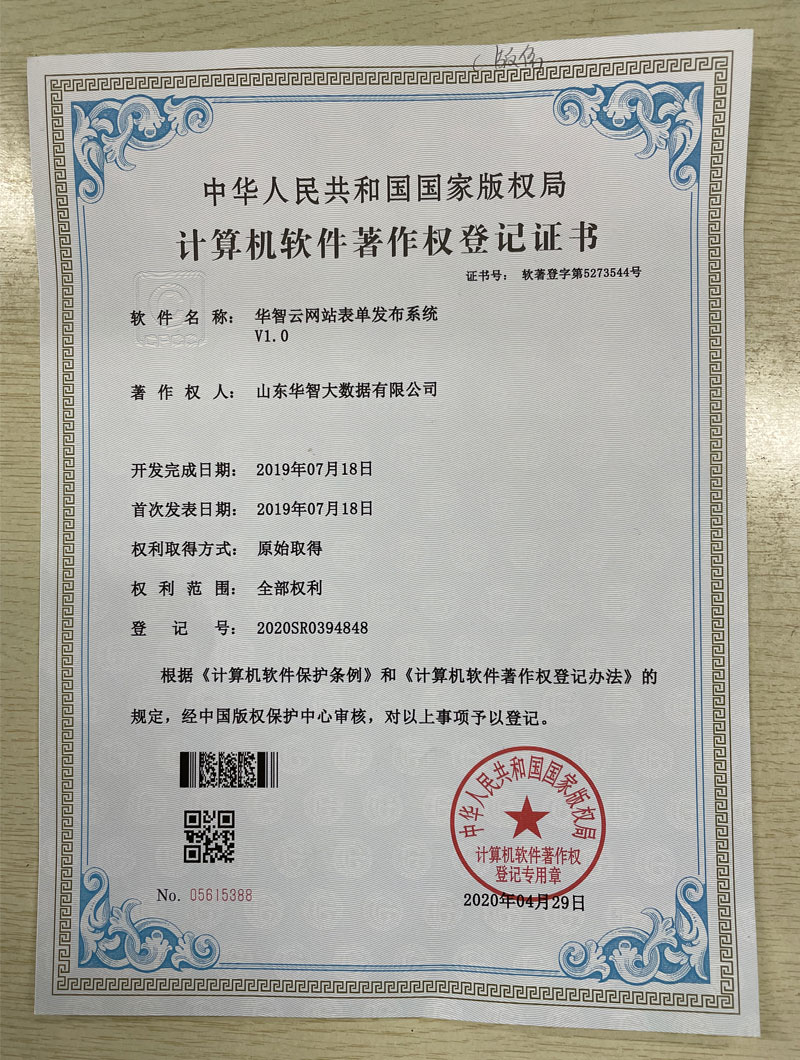 中华人民共和国国家版权局
计算机软件著作权登记证书
证书号： 软著登字第5273544号
软件名称： 华智云网站表单发布系统
V1.0
著作权人： 山东华智大数据有限公司
开发完成日期： 2019年07月18日
首次发表日期： 2019年07月18日
权利取得方式： 原始取得
权利范围： 全部权利
登记号： 2020SR0394848
根据《计算机软件保护条例》和《计算机软件著作权登记办法》的
规定，经中国版权保护中心审核，对以上事项予以登记。
中华人民共和国国家版权局
计算机软件著作权
登记专用章
No. 05615388
2020年04月29日
CPCC